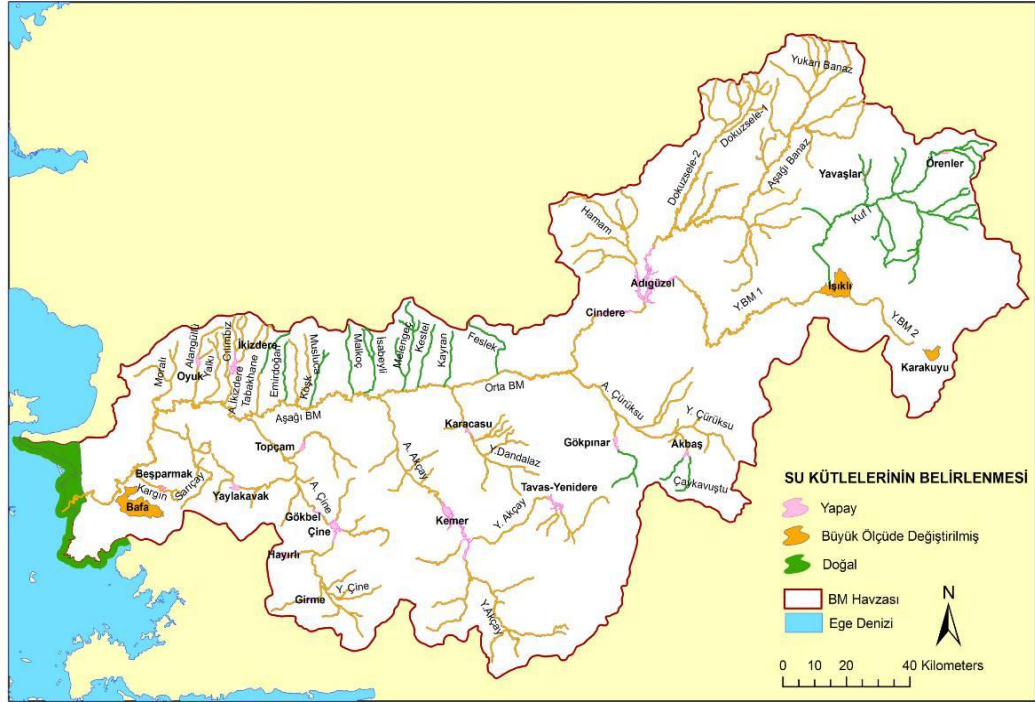 Yukarı Banaz
Dokuzsele-1
Dokuzsele-2
Aşağı Banaz
Örenler
Yavaşlar
Kufi
Hamam
Adıgüzel
Işıklı
Y.BM 1
Cindere
Y.BM 2
Karakuyu
Moralı
Alangüllü
Oyuk
Yalkı
Cılımbız
İkizdere
A.İkizdere
Tabakhane
Emirdoğan
Köşk
Musluca
Malkoç
Isabeyli
Melengeç
Kestel
Kayran
Feslek
Orta BM
Aşağı BM
A. Çürüksu
Y. Çürüksu
Karacasu
Gökpınar
Akbaş
Topçam
A. Akçay
Y.Dandalaz
Çaykavuştu
Beşparmak
Kargın
Sarıçay
Yaylakavak
Tavas-Yenidere
Bafa
A. Çine
Gökbel
Çine
Kemer
Y. Akçay
Hayırlı
Y. Çine
Girme
Y.Akçay
SU KÜTLELERİNİN BELİRLENMESİ
Yapay
Büyük Ölçüde Değiştirilmiş
Doğal
BM Havzası
Ege Denizi
N
0 10 20 40 Kilometers